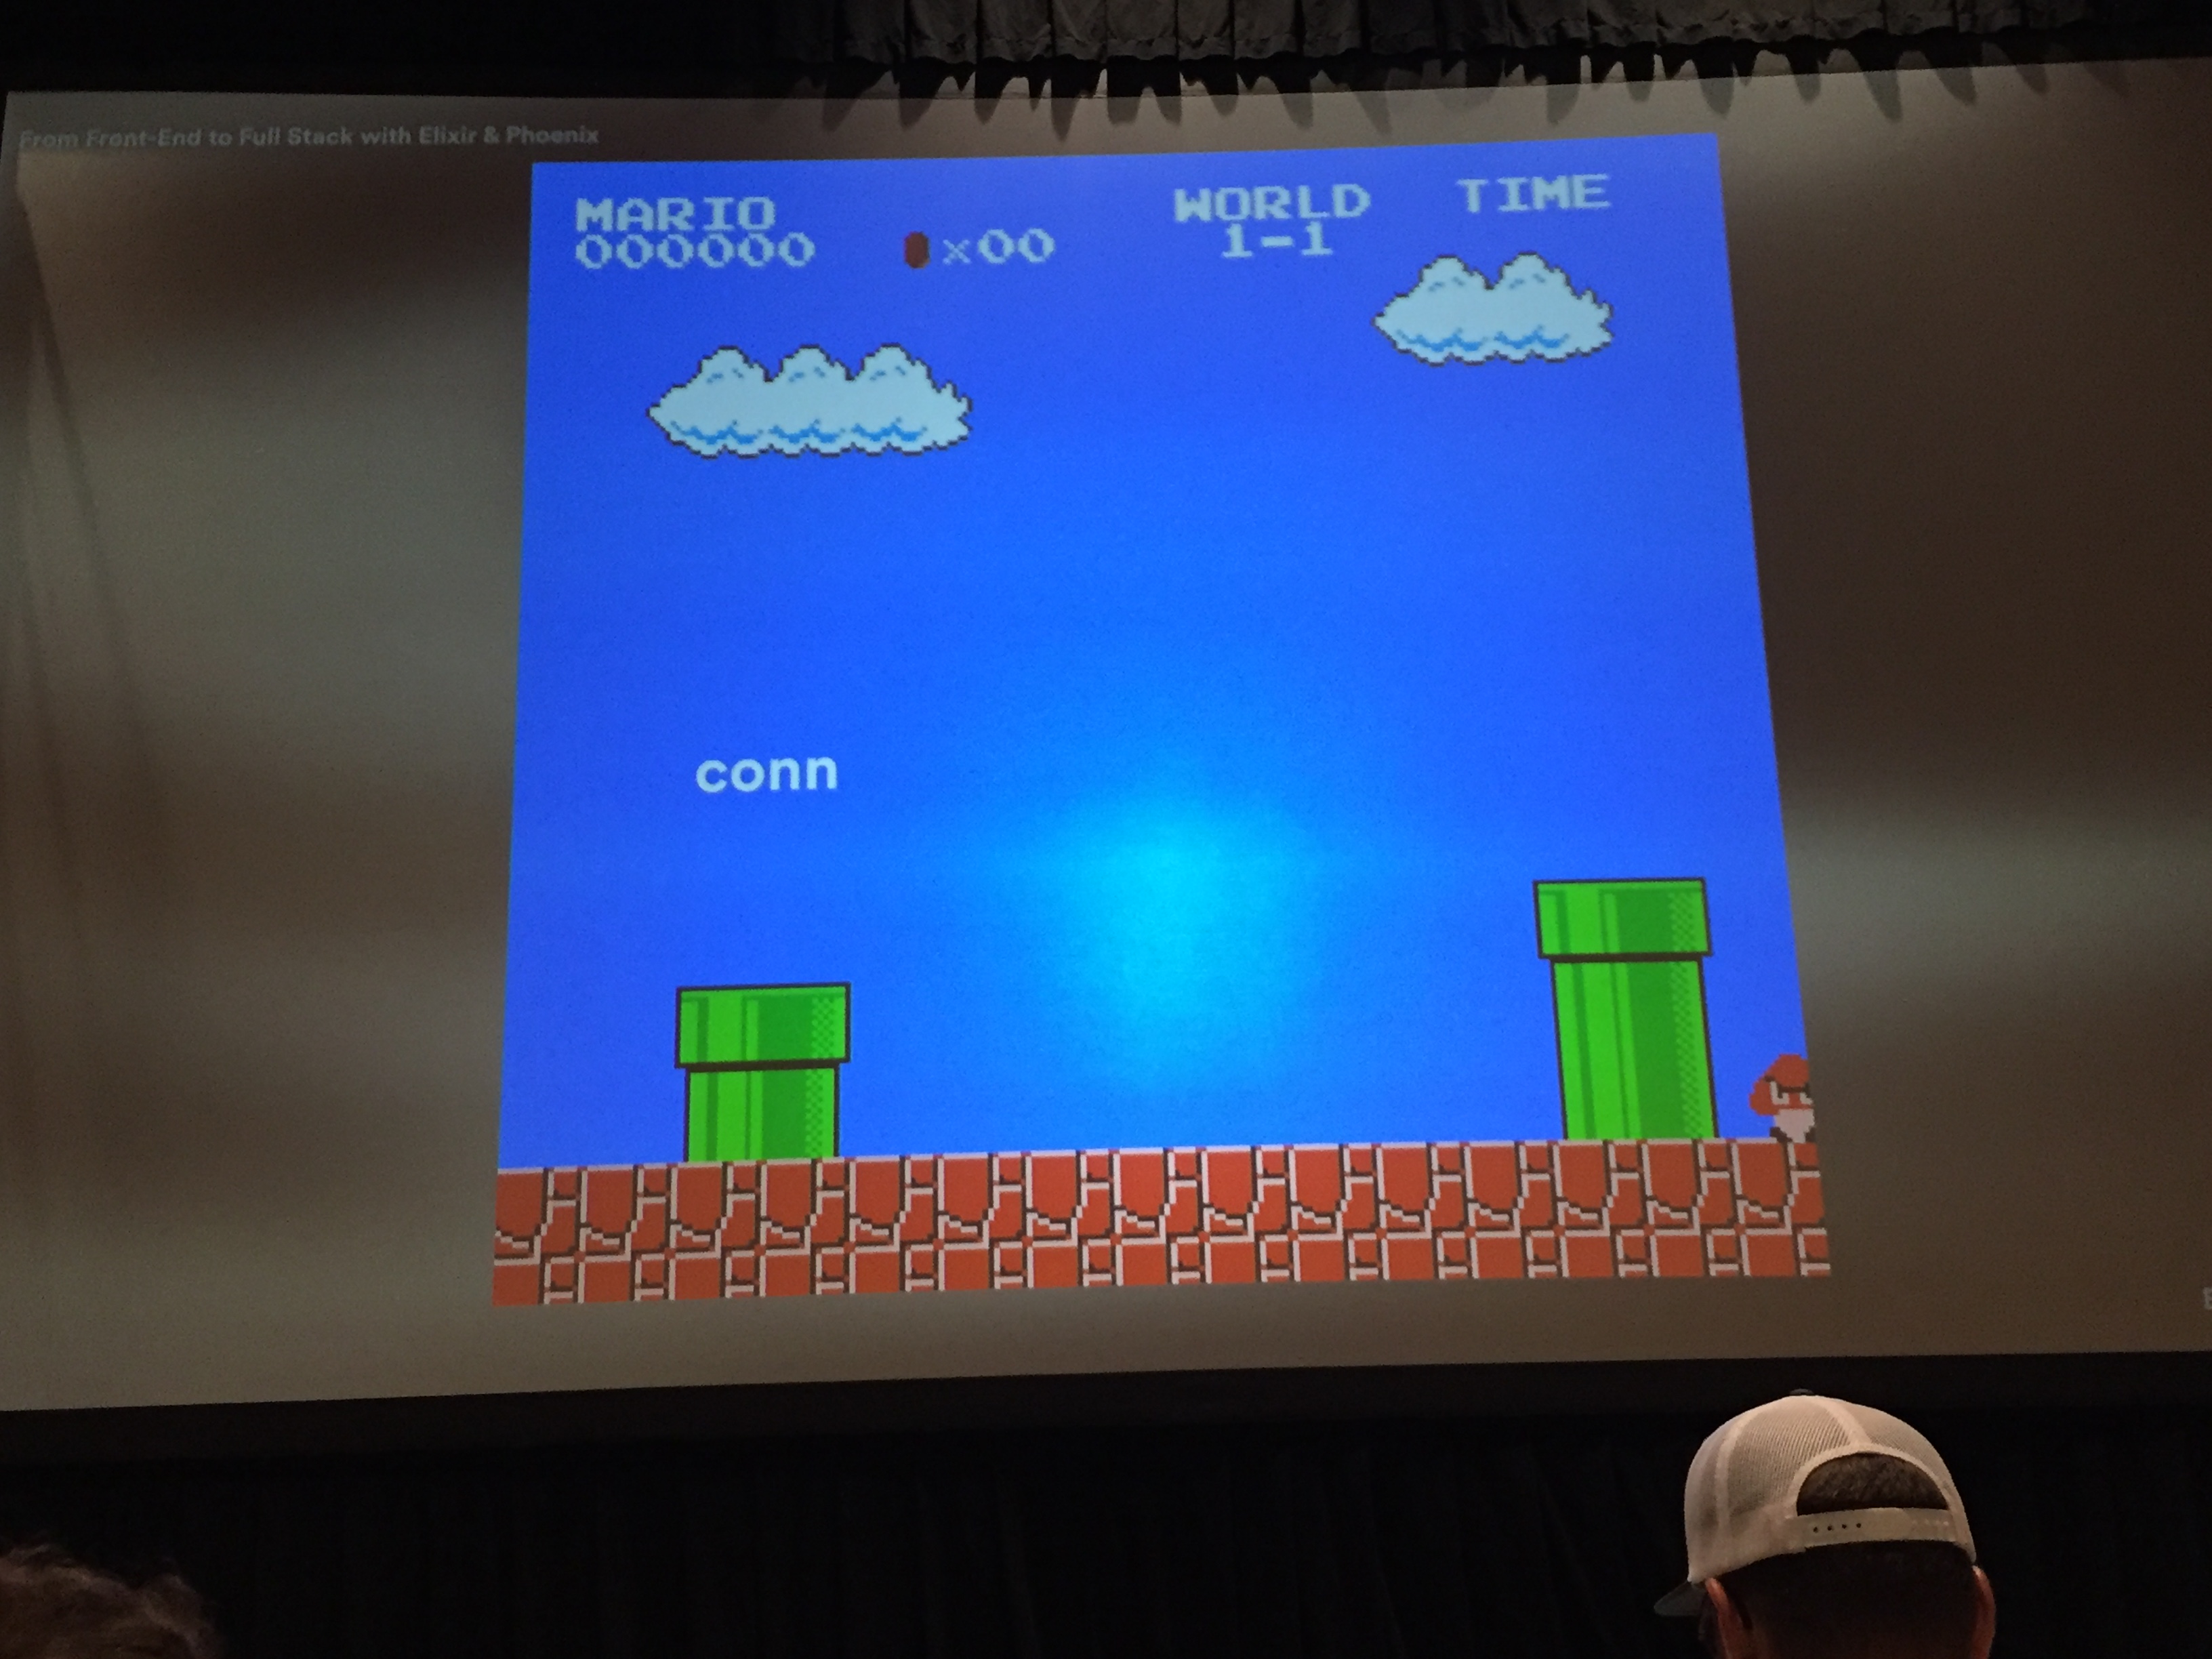 From Front-End to Full Stack with Elixir & Phoenix
MARIO WORLD TIME
000000 x00 1-1
conn